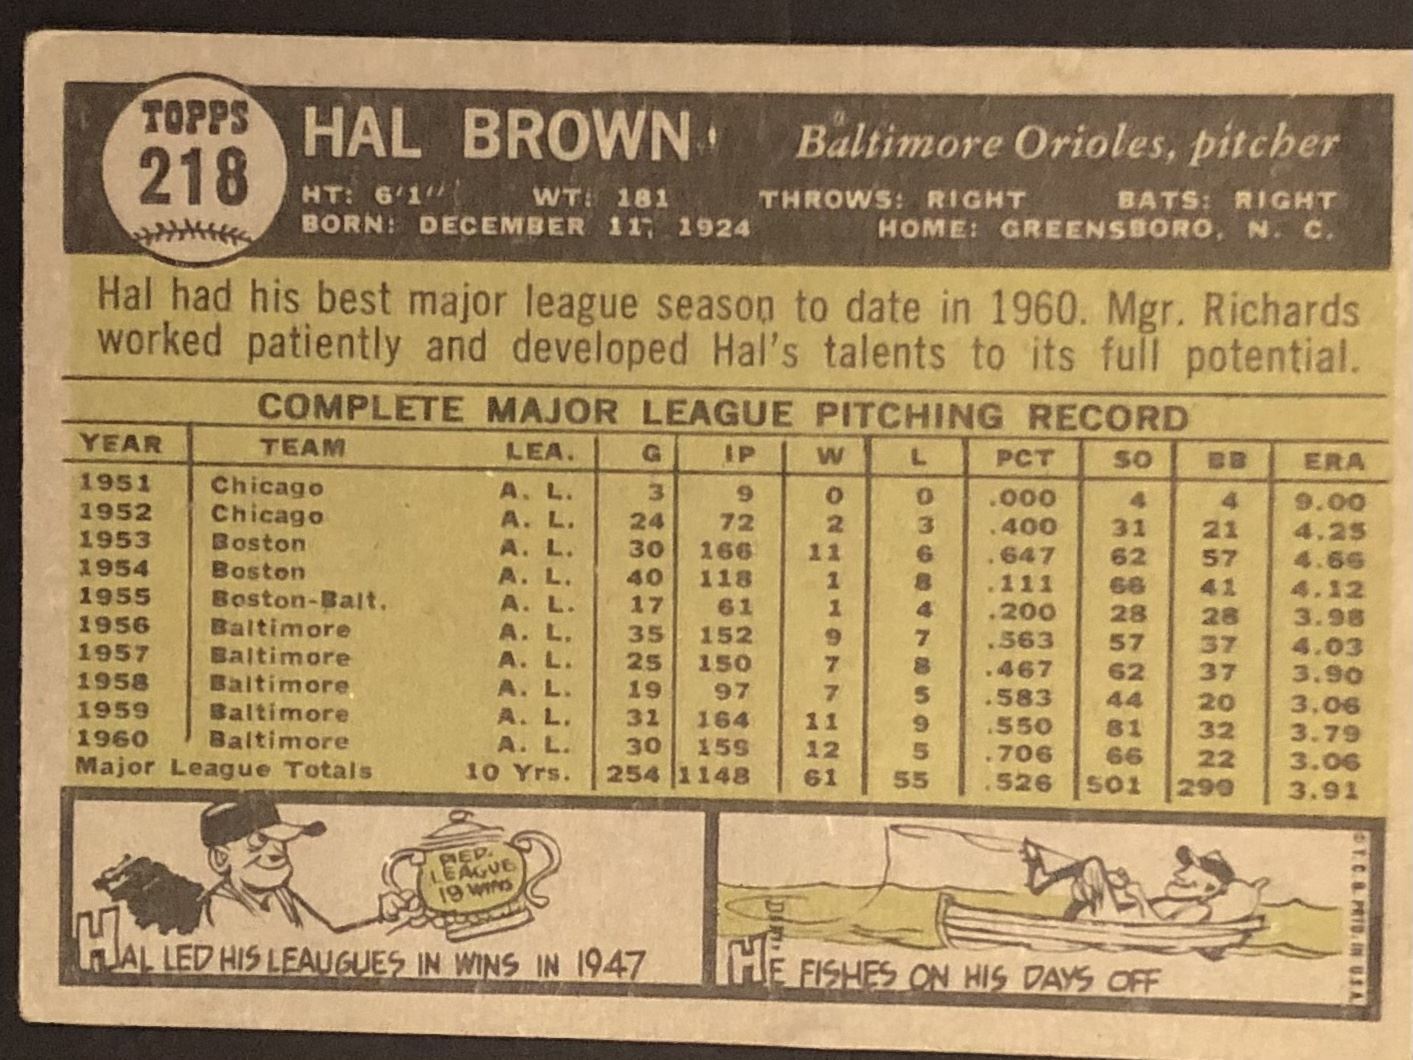 TOPPS
218
HAL BROWN
Baltimore Orioles, pitcher
HT: 6'1" WT: 181 THROWS: RIGHT BATS: RIGHT
BORN: DECEMBER 11, 1924 HOME: GREENSBORO, N. C.
Hal had his best major league season to date in 1960. Mgr. Richards
worked patiently and developed Hal's talents to its full potential.
COMPLETE MAJOR LEAGUE PITCHING RECORD
YEAR TEAM LEA. G IP W L PCT SO BB ERA
1951 Chicago A. L. 3 9 0 0 .000 4 4 9.00
1952 Chicago A. L. 24 72 2 3 .400 31 21 4.25
1953 Boston A. L. 30 166 11 6 .647 62 57 4.66
1954 Boston A. L. 40 118 1 8 .111 66 41 4.12
1955 Boston-Balt. A. L. 17 61 1 4 .200 28 28 3.98
1956 Baltimore A. L. 35 152 9 7 .563 57 37 4.03
1957 Baltimore A. L. 25 150 7 8 .467 62 37 3.90
1958 Baltimore A. L. 19 97 7 5 .583 44 20 3.06
1959 Baltimore A. L. 31 164 11 9 .550 81 32 3.79
1960 Baltimore A. L. 30 159 12 5 .706 66 22 3.06
Major League Totals 10 Yrs. 254 1148 61 55 .526 501 299 3.91
PIED.
LEAGUE
19 WINS
HAL LED HIS LEAUGUES IN WINS IN 1947
HE FISHES ON HIS DAYS OFF
© T. C. G. PRTD. IN U.S.A.